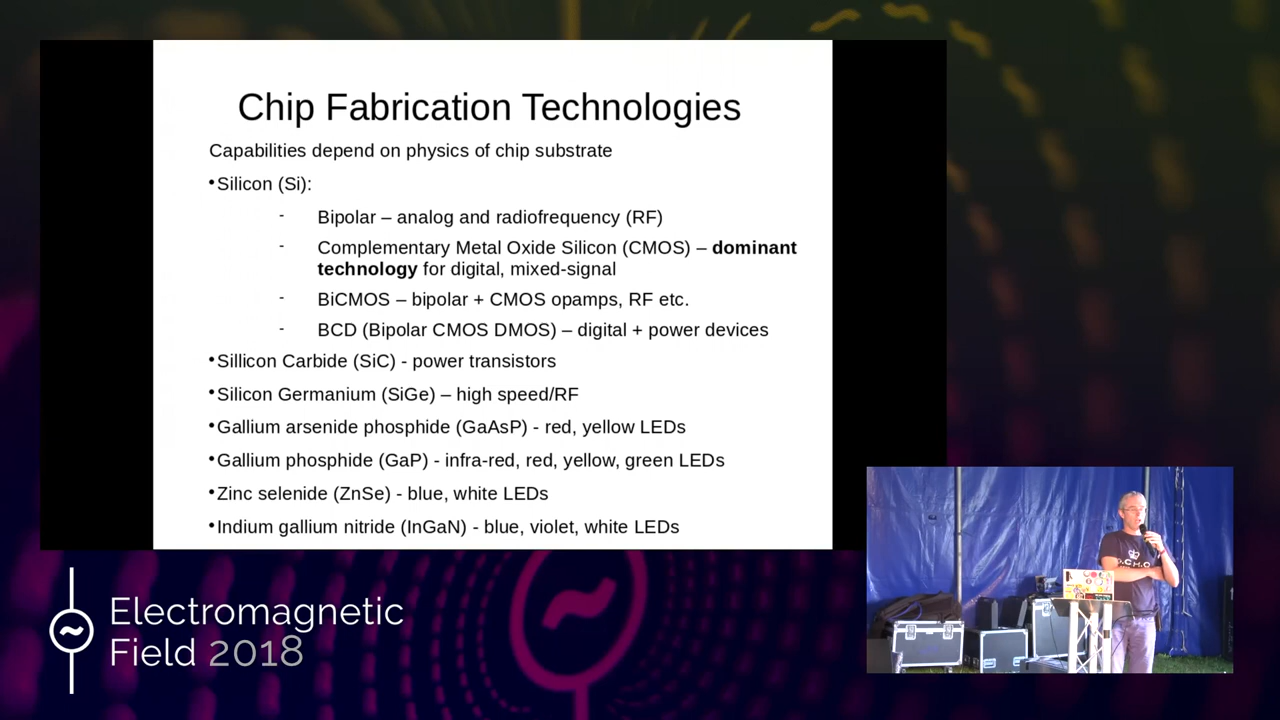 Chip Fabrication Technologies
Capabilities depend on physics of chip substrate
•Silicon (Si):
- Bipolar – analog and radiofrequency (RF)
- Complementary Metal Oxide Silicon (CMOS) – dominant
technology for digital, mixed-signal
- BiCMOS – bipolar + CMOS opamps, RF etc.
- BCD (Bipolar CMOS DMOS) – digital + power devices
•Sillicon Carbide (SiC) - power transistors
•Silicon Germanium (SiGe) – high speed/RF
•Gallium arsenide phosphide (GaAsP) - red, yellow LEDs
•Gallium phosphide (GaP) - infra-red, red, yellow, green LEDs
•Zinc selenide (ZnSe) - blue, white LEDs
•Indium gallium nitride (InGaN) - blue, violet, white LEDs
Electromagnetic
Field 2018